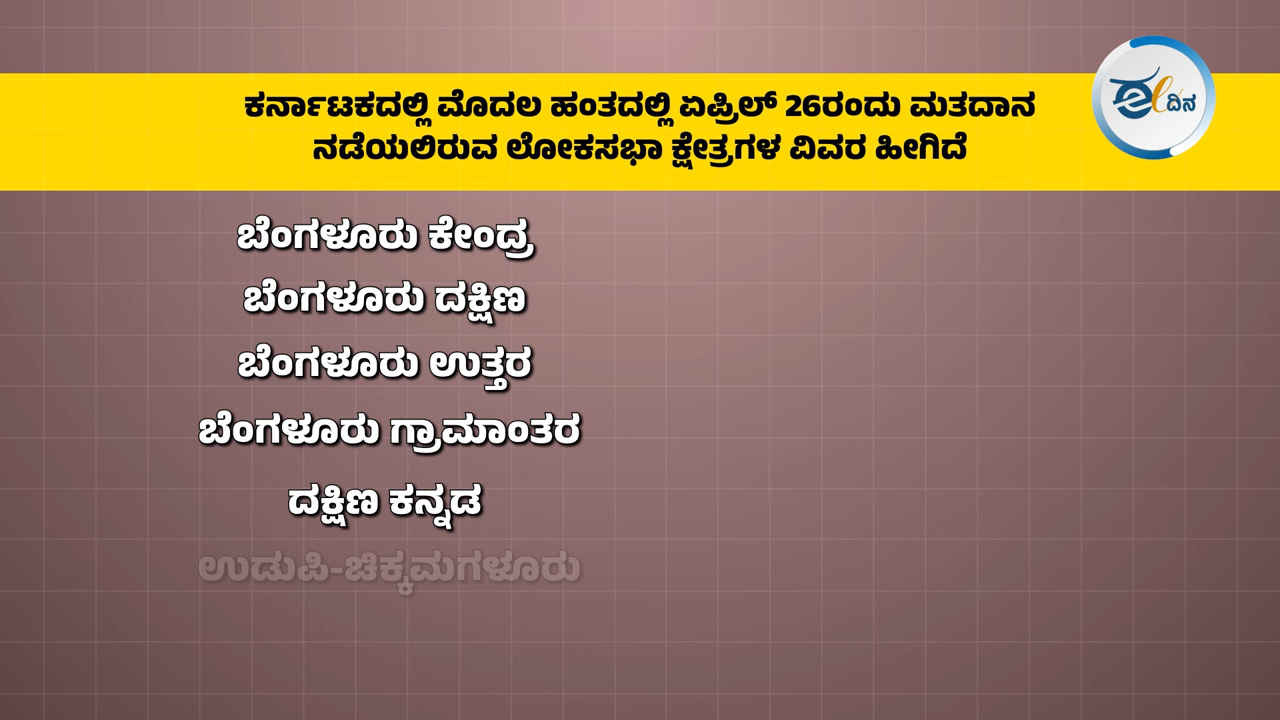 ಕರ್ನಾಟಕದಲ್ಲಿ ಮೊದಲ ಹಂತದಲ್ಲಿ ಏಪ್ರಿಲ್ 26ರಂದು ಮತದಾನ
ನಡೆಯಲಿರುವ ಲೋಕಸಭಾ ಕ್ಷೇತ್ರಗಳ ವಿವರ ಹೀಗಿದೆ
ಈದಿನ
ಬೆಂಗಳೂರು ಕೇಂದ್ರ
ಬೆಂಗಳೂರು ದಕ್ಷಿಣ
ಬೆಂಗಳೂರು ಉತ್ತರ
ಬೆಂಗಳೂರು ಗ್ರಾಮಾಂತರ
ದಕ್ಷಿಣ ಕನ್ನಡ
ಉಡುಪಿ-ಚಿಕ್ಕಮಗಳೂರು